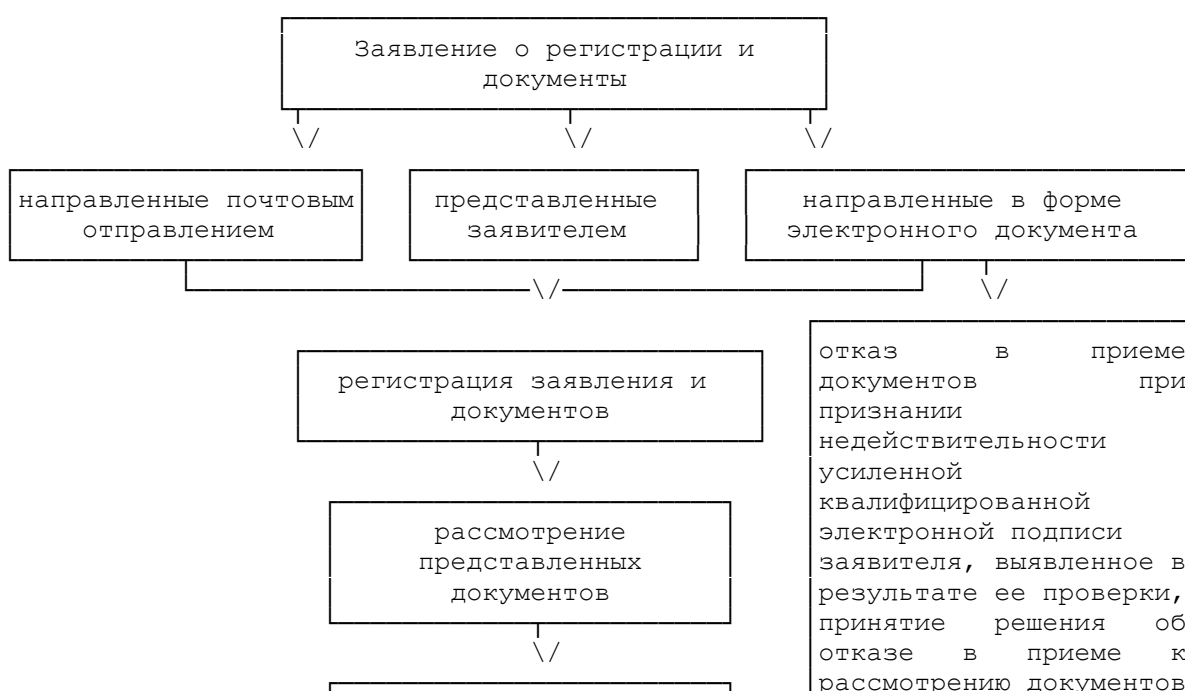 Заявление о регистрации и
документы
направленные почтовым
отправлением
представленные
заявителем
направленные в форме
электронного документа
регистрация заявления и
документов
рассмотрение
представленных
документов
отказ в приеме
документов при
признании
недействительности
усиленной
квалифицированной
электронной подписи
заявителя, выявленное в
результате ее проверки,
принятие решения об
отказе в приеме к
рассмотрению документов